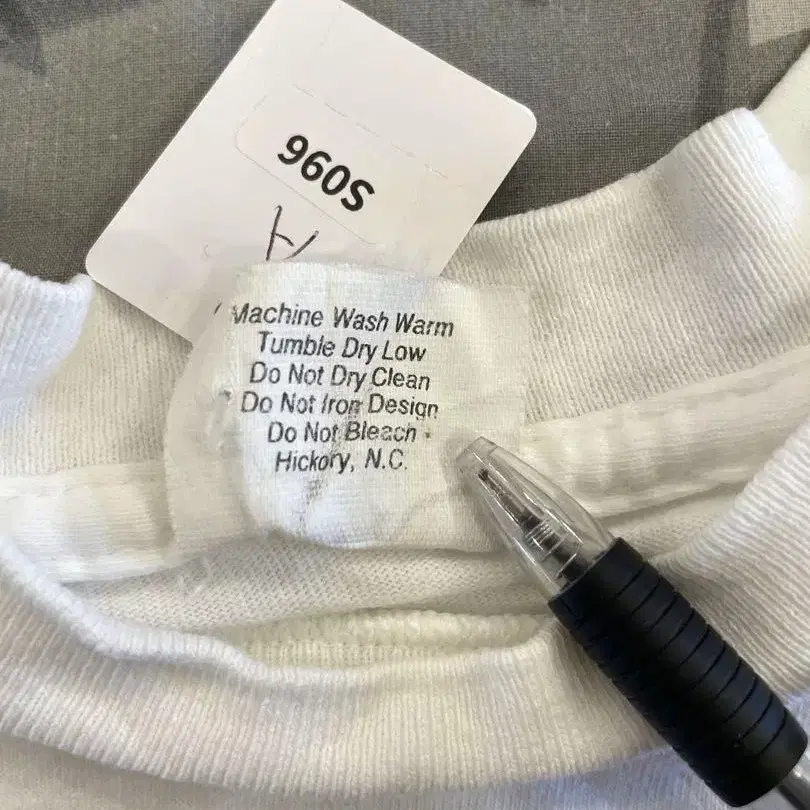 960S
A
Machine Wash Warm
Tumble Dry Low
Do Not Dry Clean
Do Not Iron Design
Do Not Bleach
Hickory, N.C.